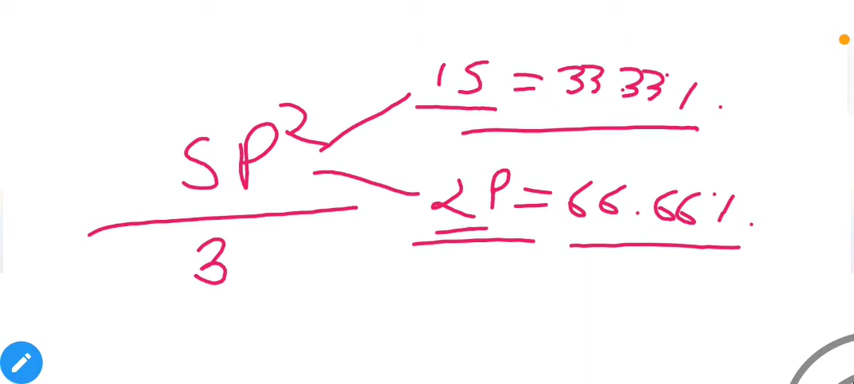 1S = 33.33%.
SP²
2P = 66.66%.
3